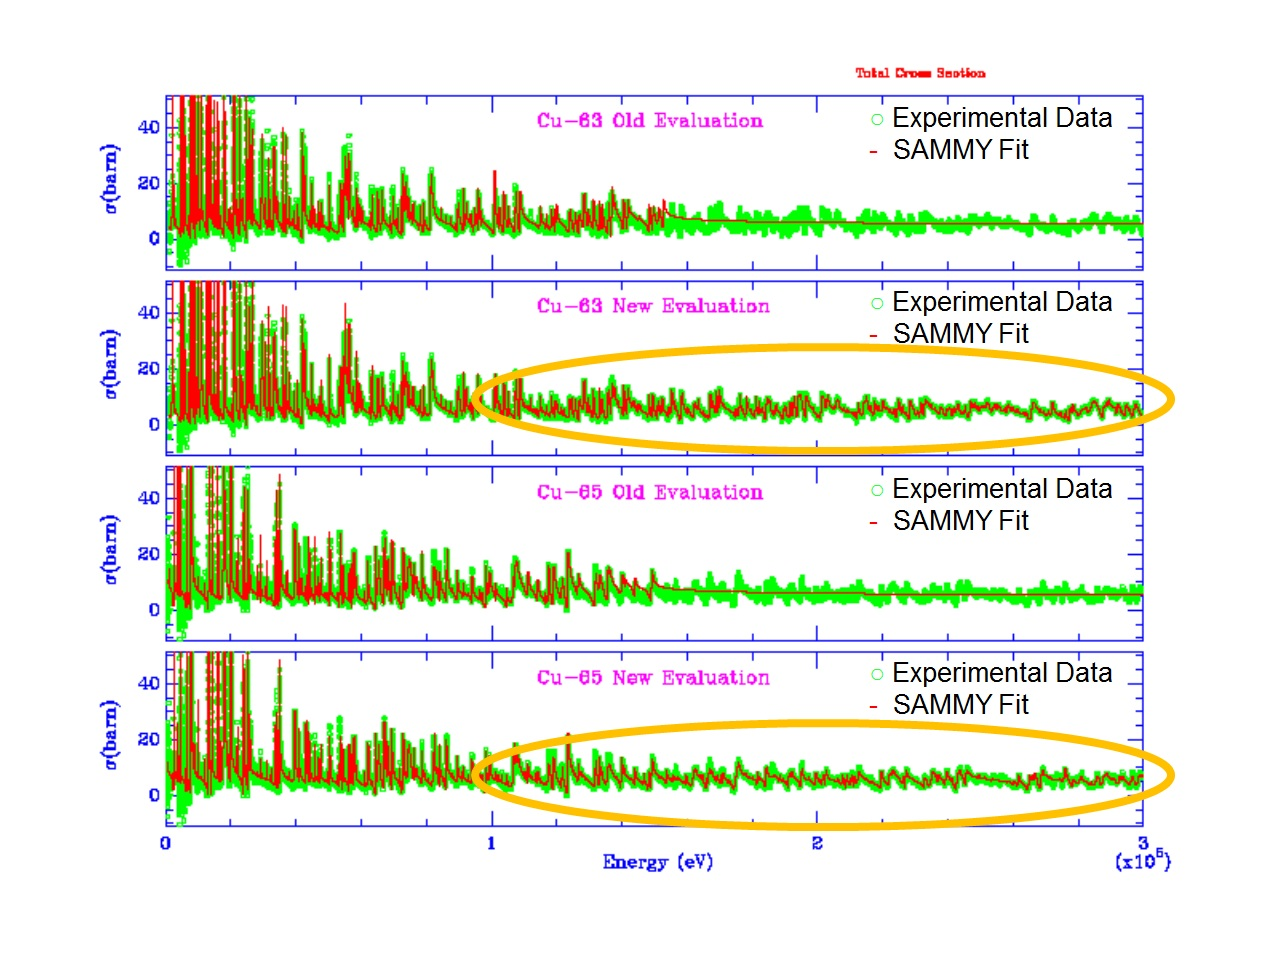 Total Cross Section
Cu-63 Old Evaluation
Experimental Data
SAMMY Fit
σ(barn)
40
20
0
Cu-63 New Evaluation
Experimental Data
SAMMY Fit
σ(barn)
40
20
0
Cu-65 Old Evaluation
Experimental Data
SAMMY Fit
σ(barn)
40
20
0
Cu-65 New Evaluation
Experimental Data
SAMMY Fit
σ(barn)
40
20
0
0 1 2 3
Energy (eV)
(x10⁵)